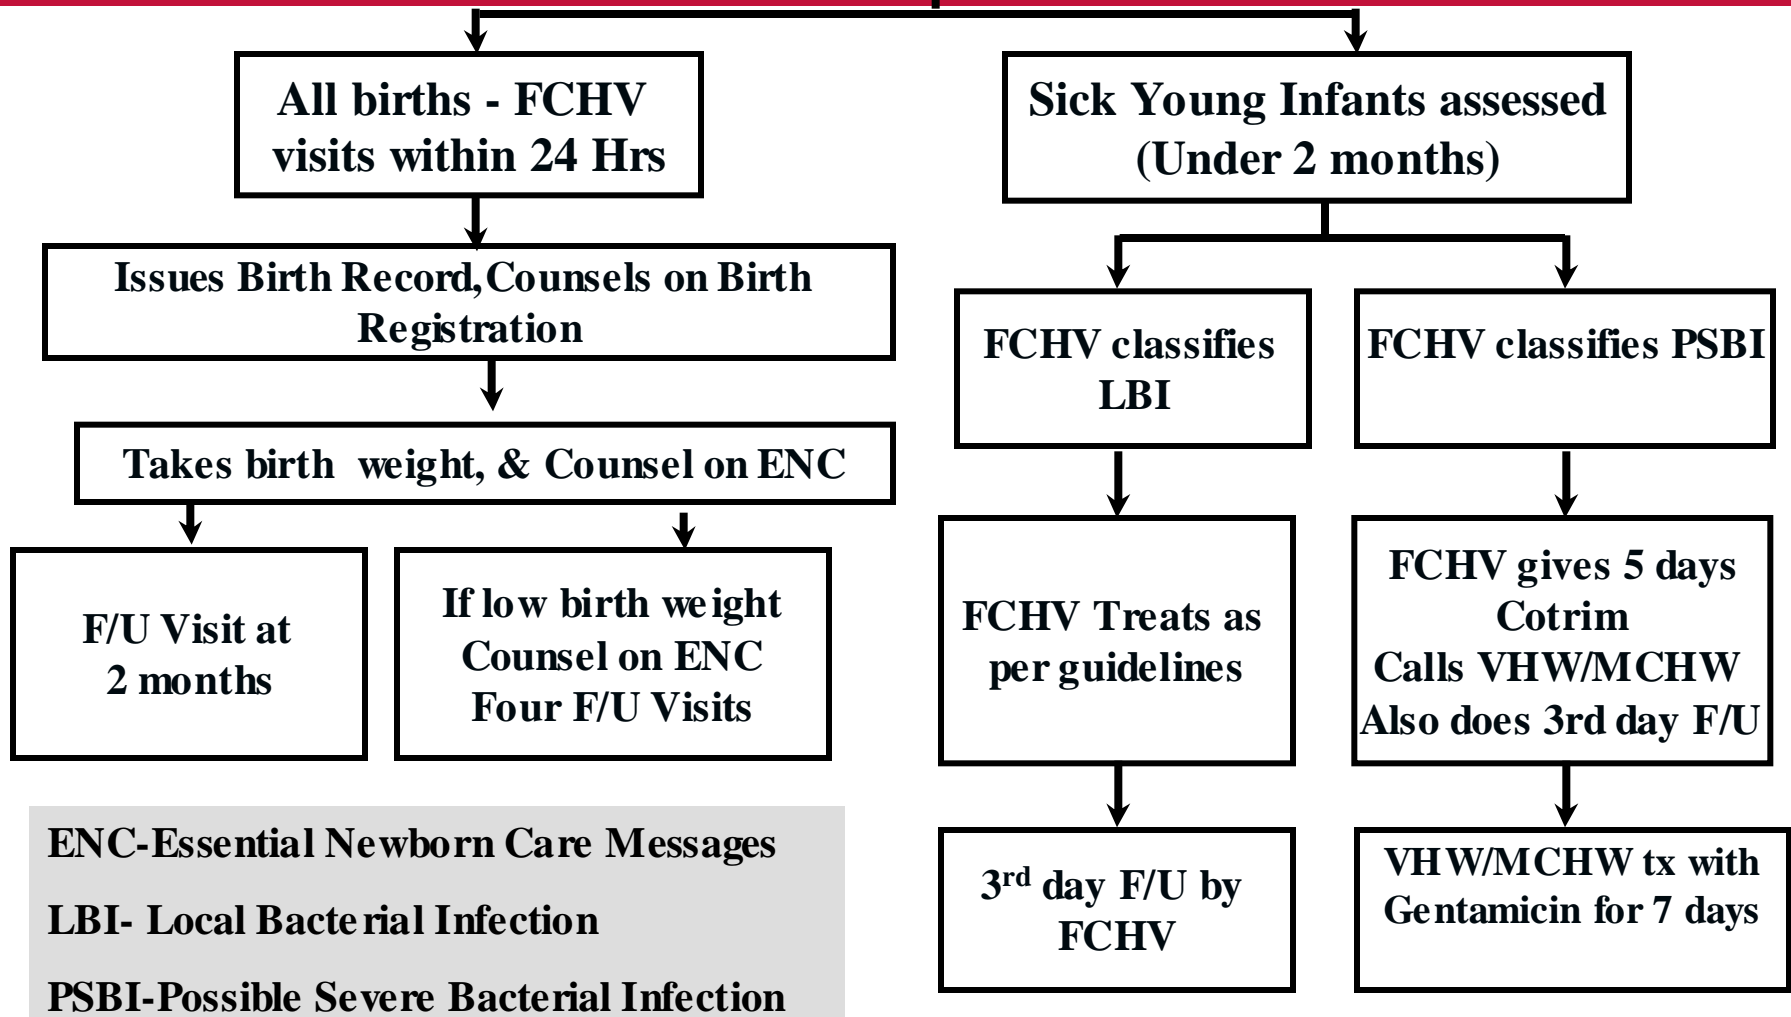 All births - FCHV
visits within 24 Hrs
Issues Birth Record,Counsels on Birth
Registration
Takes birth weight, & Counsel on ENC
F/U Visit at
2 months
If low birth weight
Counsel on ENC
Four F/U Visits
Sick Young Infants assessed
(Under 2 months)
FCHV classifies
LBI
FCHV Treats as
per guidelines
3rd day F/U by
FCHV
FCHV classifies PSBI
FCHV gives 5 days
Cotrim
Calls VHW/MCHW
Also does 3rd day F/U
VHW/MCHW tx with
Gentamicin for 7 days
ENC-Essential Newborn Care Messages
LBI- Local Bacterial Infection
PSBI-Possible Severe Bacterial Infection